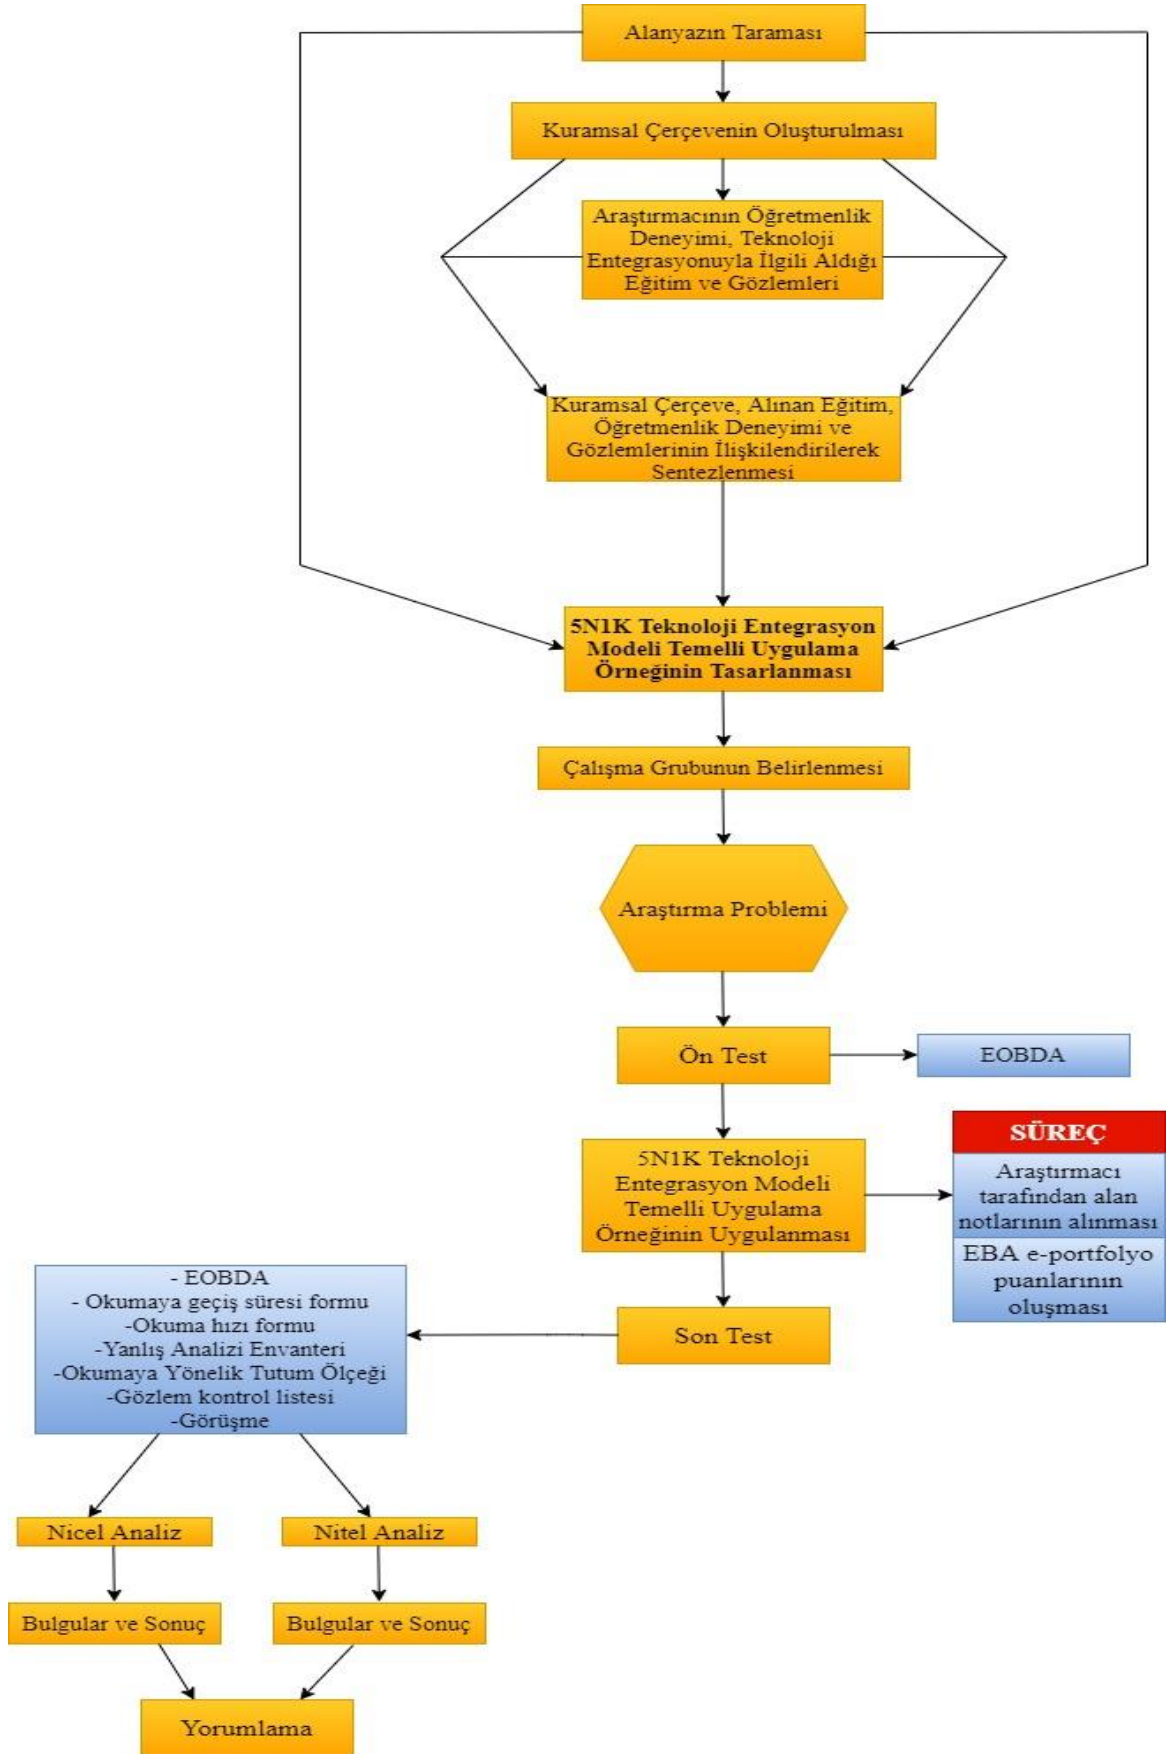 Alanyazın Taraması
Kuramsal Çerçevenin Oluşturulması
Araştırmacının Öğretmenlik
Deneyimi, Teknoloji
Entegrasyonuyla İlgili Aldığı
Eğitim ve Gözlemleri
Kuramsal Çerçeve, Alınan Eğitim,
Öğretmenlik Deneyimi ve
Gözlemlerinin İlişkilendirilerek
Sentezlenmesi
5N1K Teknoloji Entegrasyon
Modeli Temelli Uygulama
Örneğinin Tasarlanması
Çalışma Grubunun Belirlenmesi
Araştırma Problemi
Ön Test
EOBDA
5N1K Teknoloji
Entegrasyon Modeli
Temelli Uygulama
Örneğinin Uygulanması
SÜREÇ
Araştırmacı
tarafından alan
notlarının alınması
EBA e-portfolyo
puanlarının
oluşması
Son Test
- EOBDA
- Okumaya geçiş süresi formu
-Okuma hızı formu
-Yanlış Analizi Envanteri
-Okumaya Yönelik Tutum Ölçeği
-Gözlem kontrol listesi
-Görüşme
Nicel Analiz
Nitel Analiz
Bulgular ve Sonuç
Bulgular ve Sonuç
Yorumlama